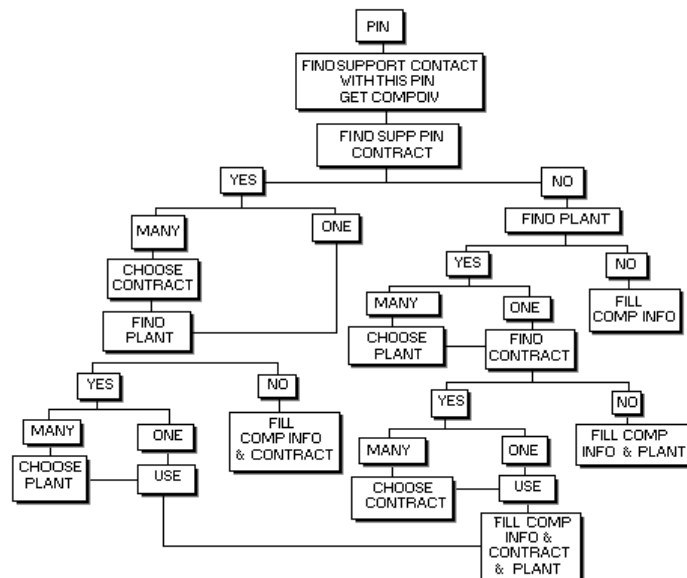 PIN
FIND SUPPORT CONTACT
WITH THIS PIN
GET COMPDIV
FIND SUPP PIN
CONTRACT
YES
NO
MANY
ONE
FIND PLANT
CHOOSE
CONTRACT
YES
NO
FIND
PLANT
MANY
ONE
FILL
COMP INFO
CHOOSE
PLANT
FIND
CONTRACT
YES
NO
YES
NO
MANY
ONE
FILL
COMP INFO
& CONTRACT
MANY
ONE
FILL COMP
INFO & PLANT
CHOOSE
PLANT
USE
CHOOSE
CONTRACT
USE
FILL COMP
INFO &
CONTRACT
& PLANT